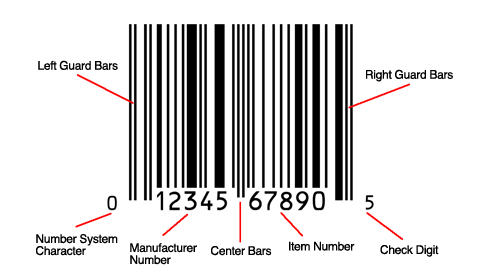 Left Guard Bars
Right Guard Bars
0 12345 67890 5
Number System
Character
Manufacturer
Number
Center Bars
Item Number
Check Digit